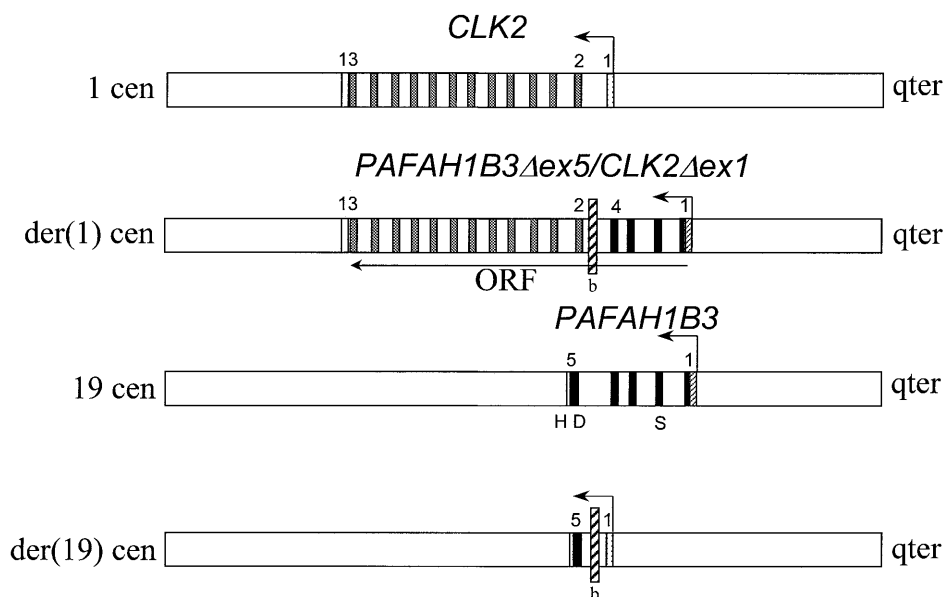 CLK2
13 2 1
1 cen qter
PAFAH1B3Δex5/CLK2Δex1
13 2 4 1
der(1) cen qter
ORF
b
PAFAH1B3
5 1
19 cen qter
H D S
5 1
der(19) cen qter
b